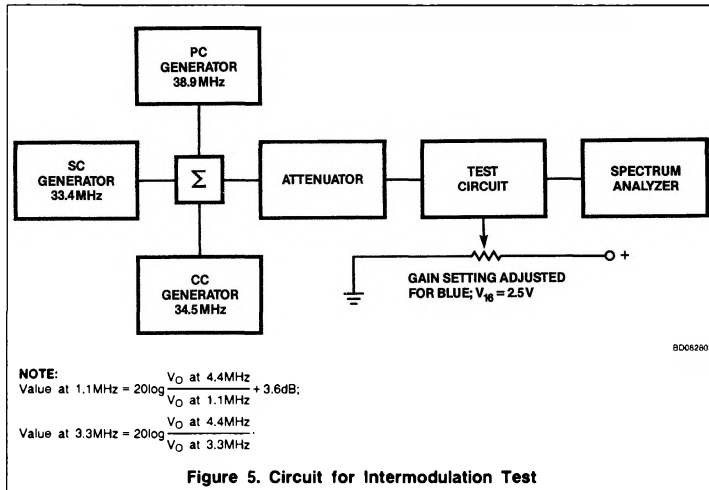 PC
GENERATOR
38.9MHz
SC
GENERATOR
33.4MHz
Σ
ATTENUATOR
TEST
CIRCUIT
SPECTRUM
ANALYZER
CC
GENERATOR
34.5MHz
+
GAIN SETTING ADJUSTED
FOR BLUE; V16 = 2.5V
BD08280
NOTE:
Value at 1.1MHz = 20log VO at 4.4MHz / VO at 1.1MHz + 3.6dB;
Value at 3.3MHz = 20log VO at 4.4MHz / VO at 3.3MHz.
Figure 5. Circuit for Intermodulation Test